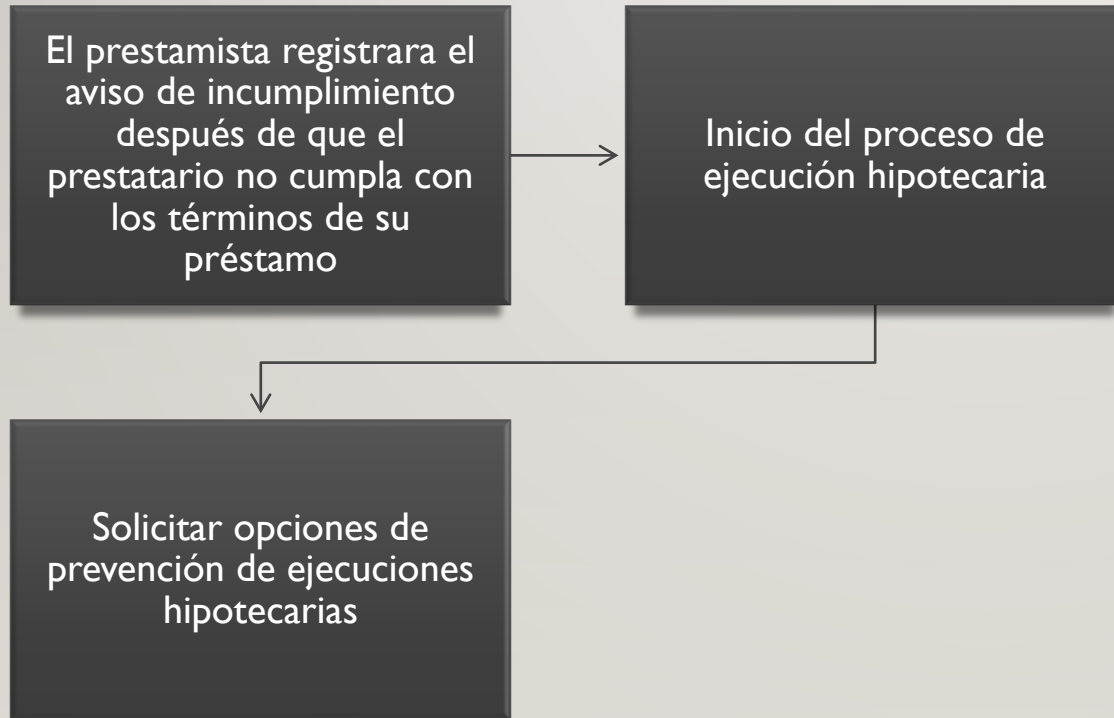 El prestamista registrara el
aviso de incumplimiento
después de que el
prestatario no cumpla con
los términos de su
préstamo
Inicio del proceso de
ejecución hipotecaria
Solicitar opciones de
prevención de ejecuciones
hipotecarias